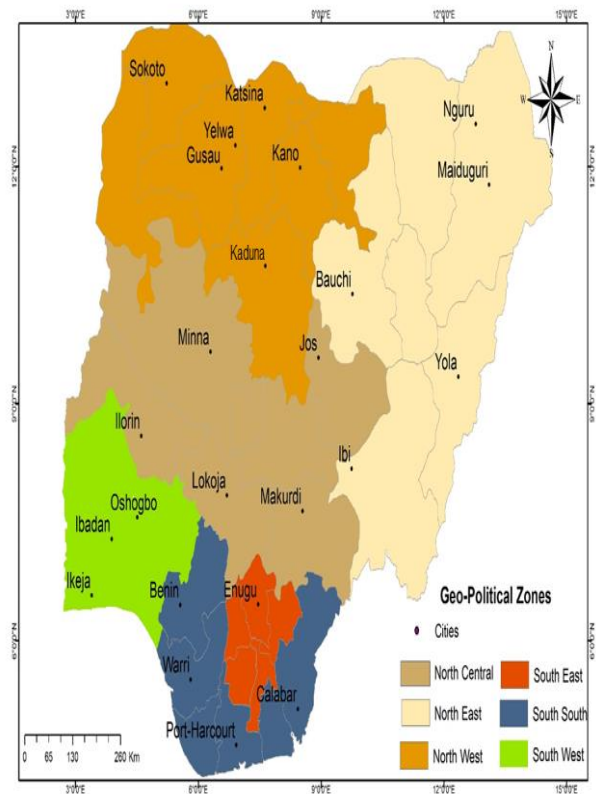 3°0'0"E 6°0'0"E 9°0'0"E 12°0'0"E 15°0'0"E
N
W E
S
Sokoto
Katsina
Nguru
Yelwa
Gusau
Kano
12°0'0"N 12°0'0"N
Maiduguri
Kaduna
Bauchi
Minna
Jos
Yola
9°0'0"N 9°0'0"N
Ilorin
Ibi
Lokoja
Makurdi
Oshogbo
Ibadan
Ikeja
Benin
Enugu
Geo-Political Zones
Cities
6°0'0"N 6°0'0"N
Warri
Calabar
North Central South East
North East South South
Port-Harcourt
North West South West
0 65 130 260 Km
3°0'0"E 6°0'0"E 9°0'0"E 12°0'0"E 15°0'0"E